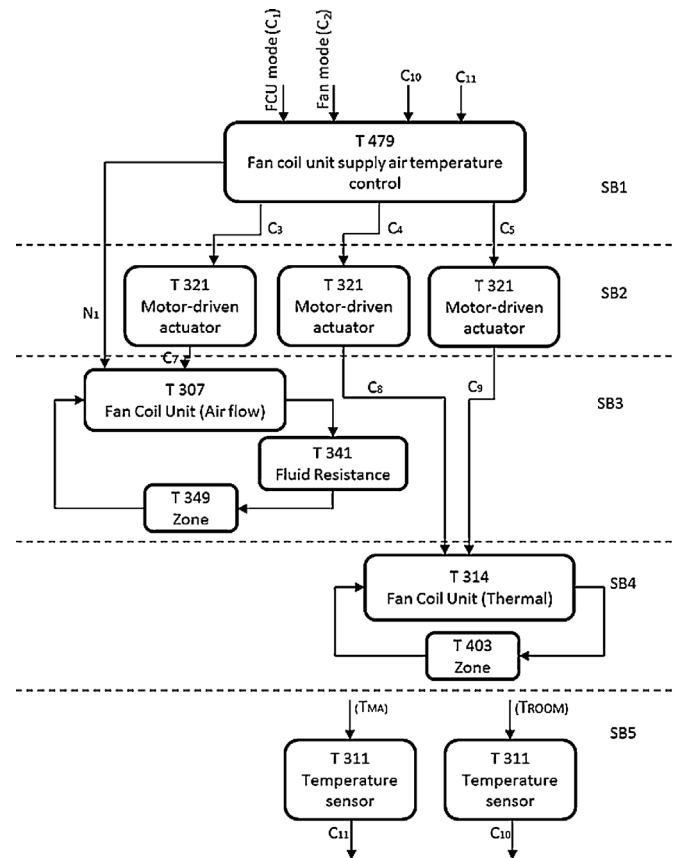 FCU mode (C1)
Fan mode (C2)
C10
C11
T 479
Fan coil unit supply air temperature
control
SB1
C3
C4
C5
N1
T 321
Motor-driven
actuator
T 321
Motor-driven
actuator
T 321
Motor-driven
actuator
SB2
C7
C8
C9
T 307
Fan Coil Unit (Air flow)
SB3
T 341
Fluid Resistance
T 349
Zone
T 314
Fan Coil Unit (Thermal)
SB4
T 403
Zone
(TMA)
(TROOM)
SB5
T 311
Temperature
sensor
T 311
Temperature
sensor
C11
C10